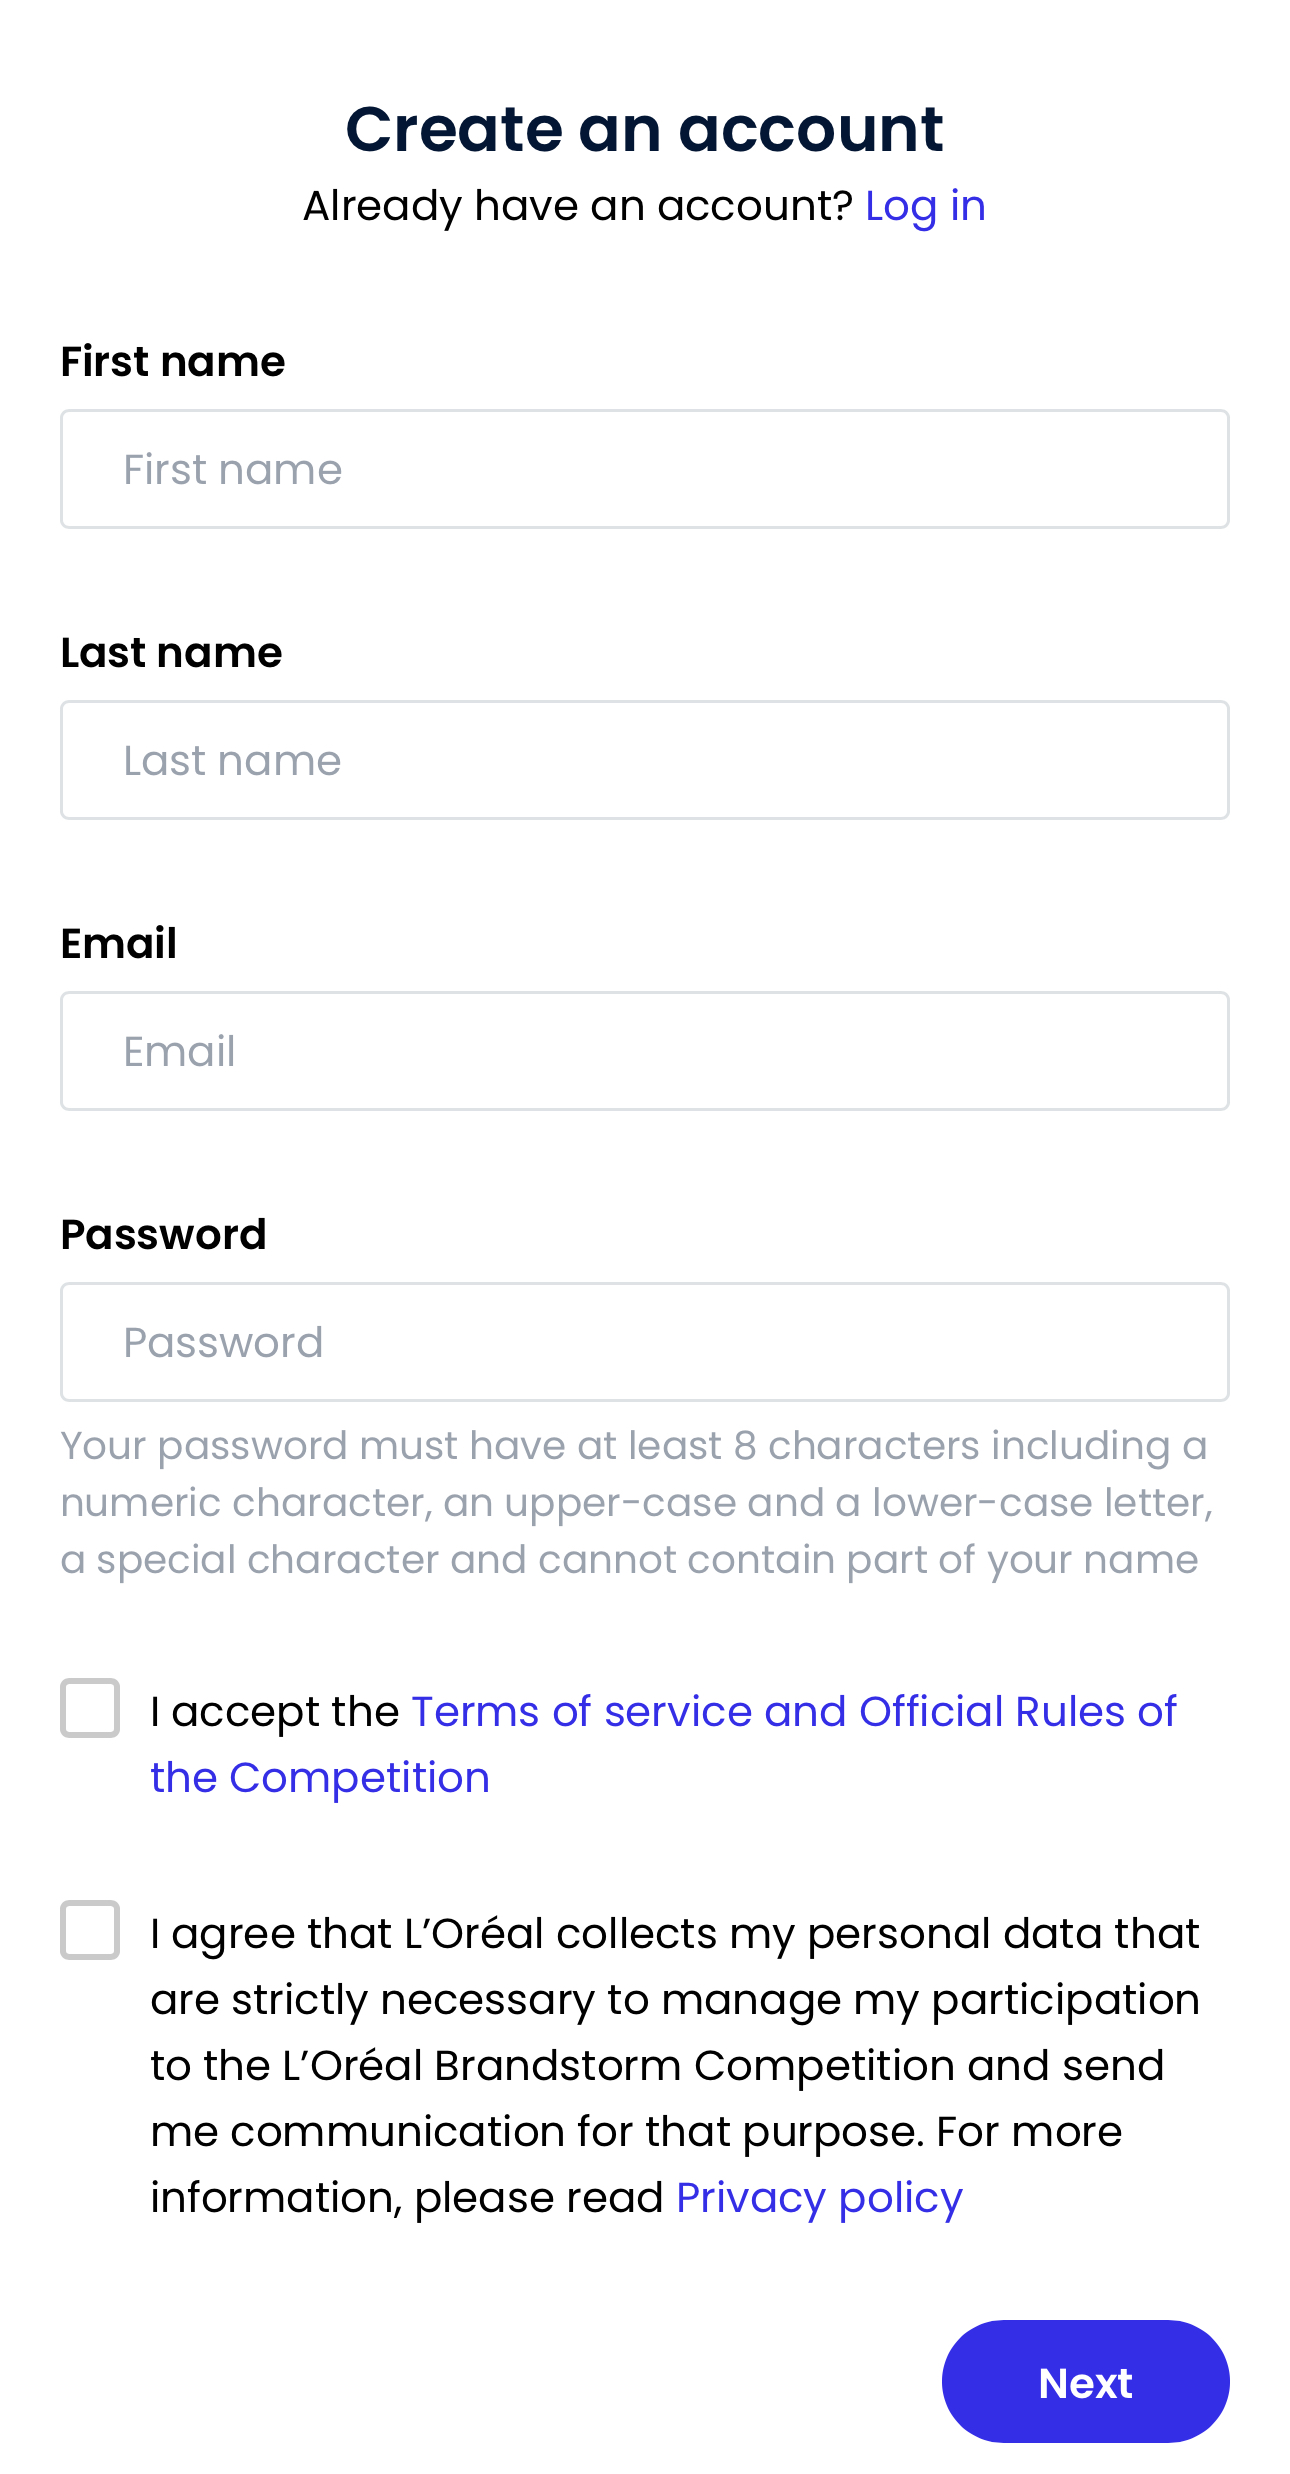 Create an account
Already have an account? Log in
First name
First name
Last name
Last name
Email
Email
Password
Password
Your password must have at least 8 characters including a
numeric character, an upper-case and a lower-case letter,
a special character and cannot contain part of your name
I accept the Terms of service and Official Rules of
the Competition
I agree that L’Oréal collects my personal data that
are strictly necessary to manage my participation
to the L’Oréal Brandstorm Competition and send
me communication for that purpose. For more
information, please read Privacy policy
Next